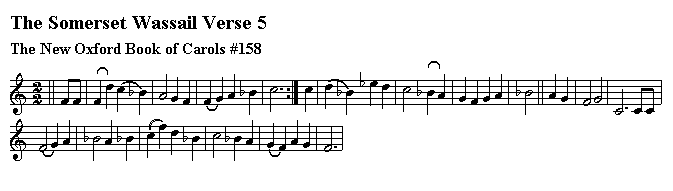 The Somerset Wassail Verse 5
The New Oxford Book of Carols #158